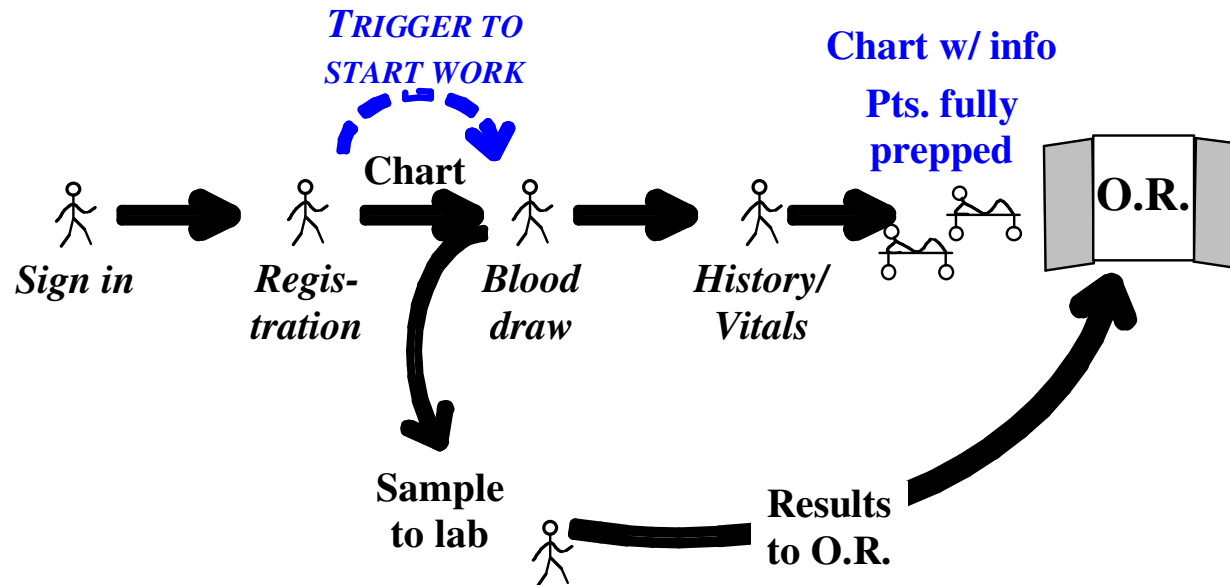 TRIGGER TO
START WORK
Chart w/ info
Pts. fully
prepped
Chart
O.R.
Sign in
Regis-
tration
Blood
draw
History/
Vitals
Sample
to lab
Results
to O.R.